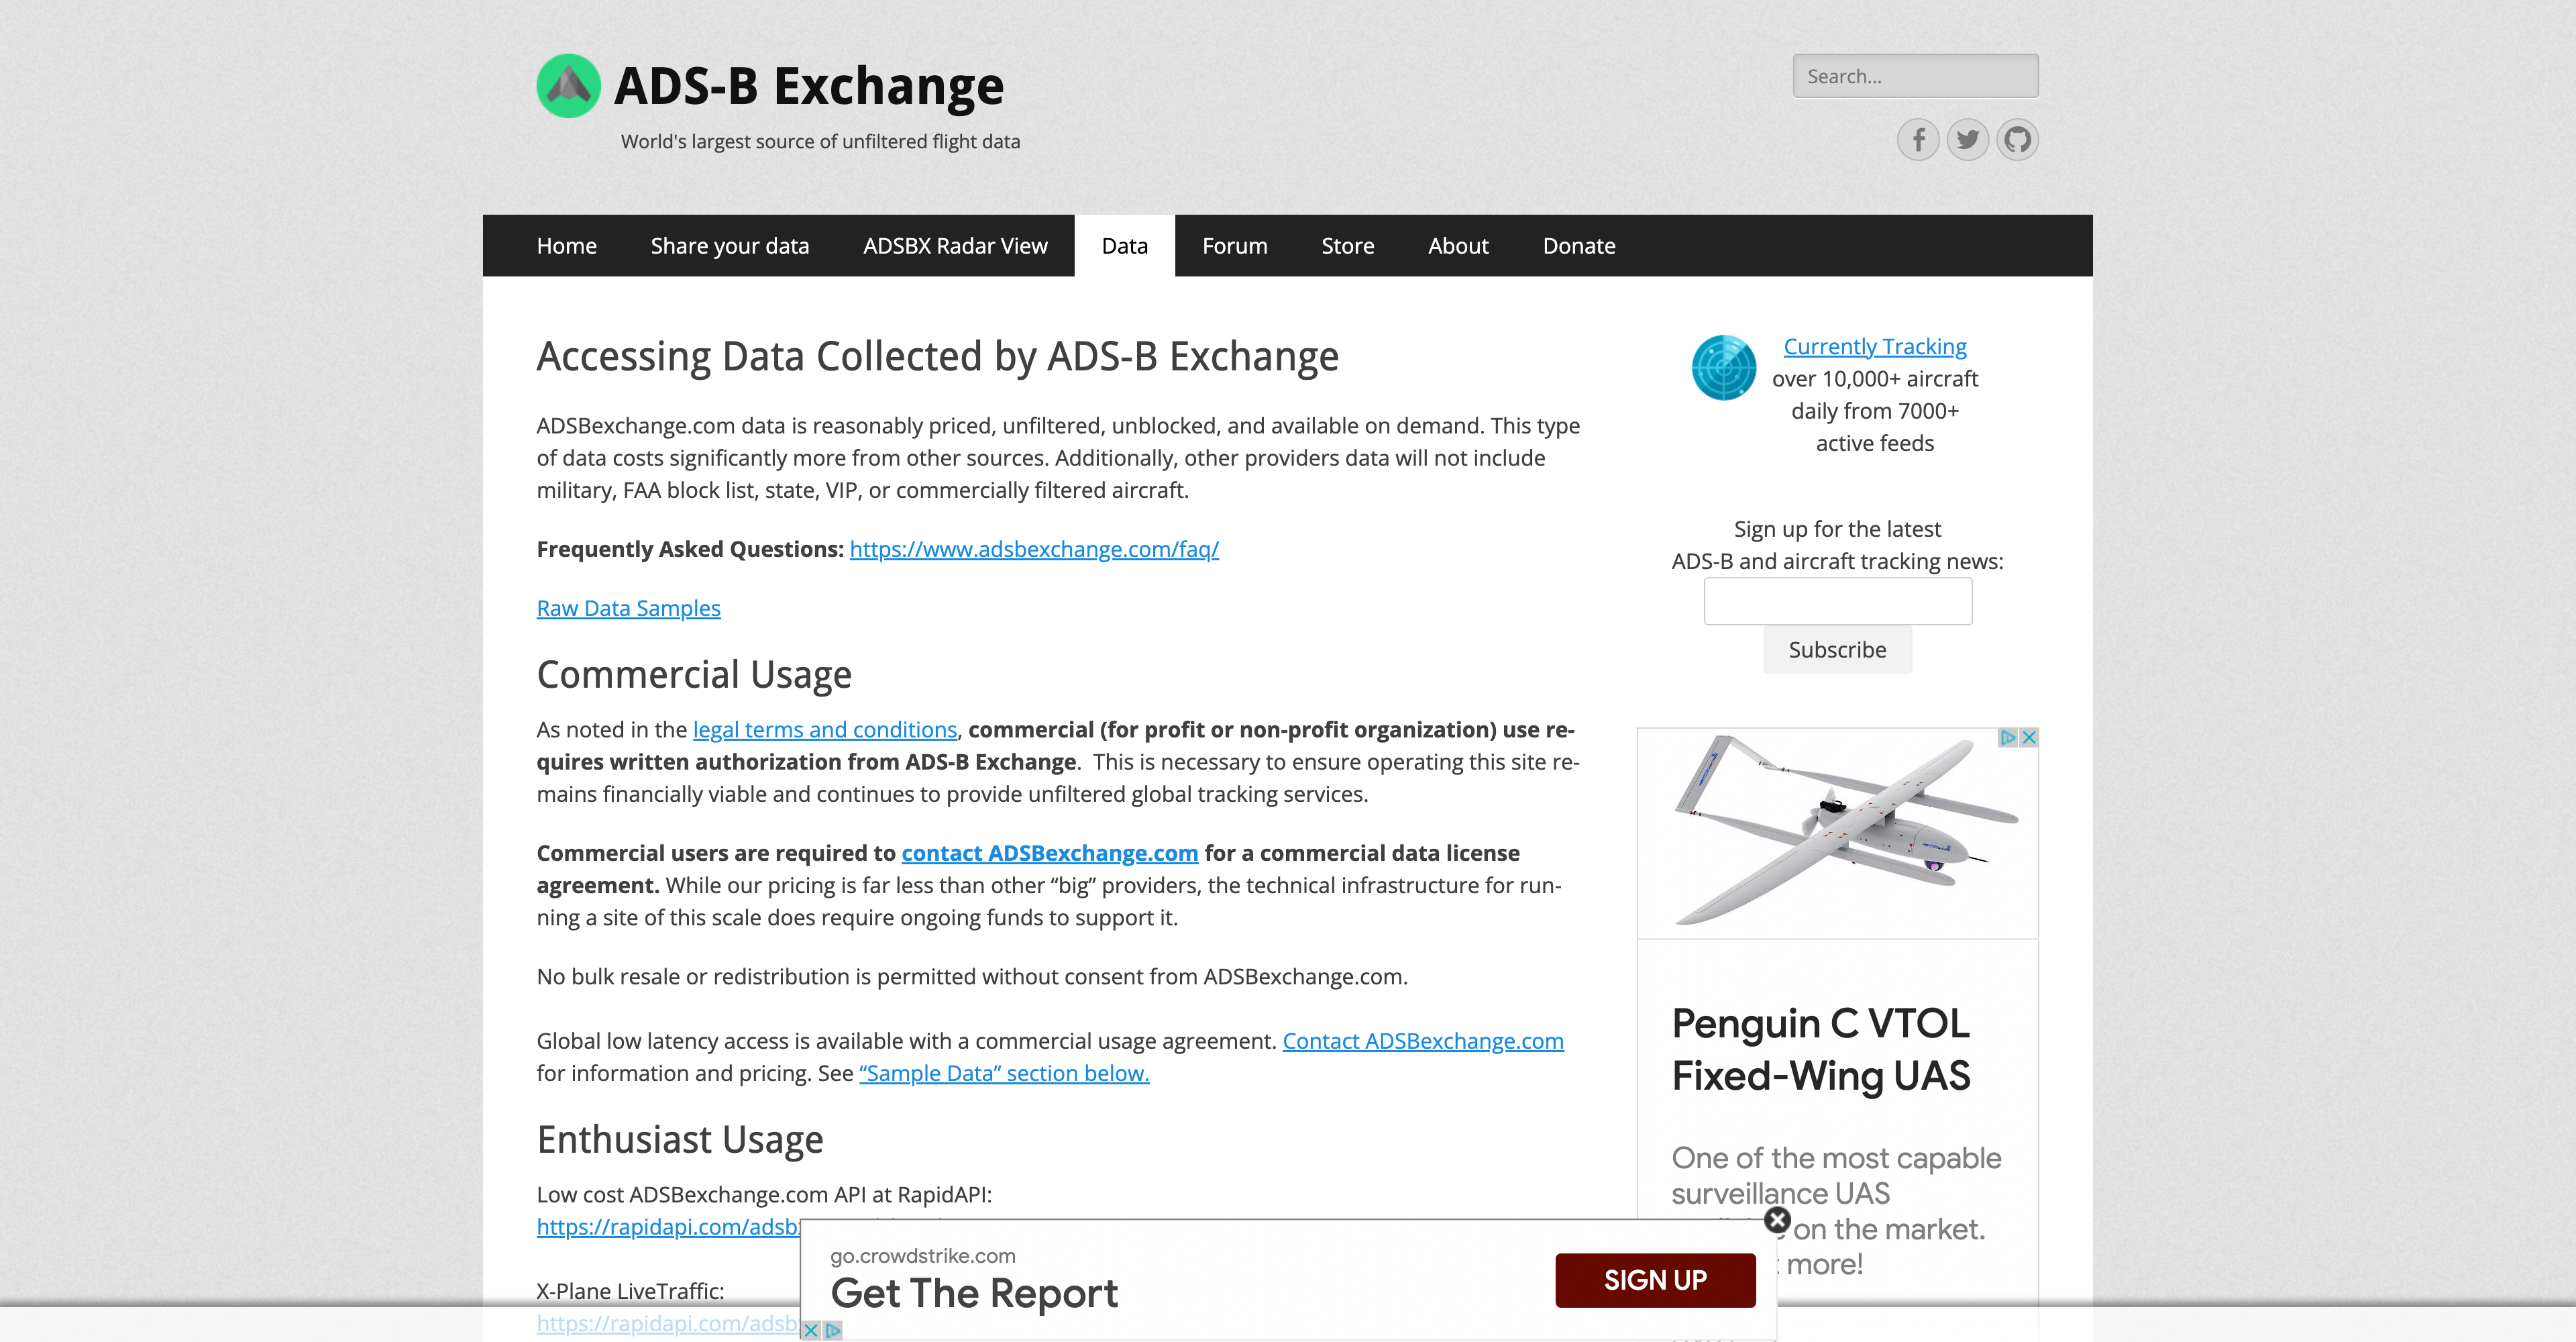 ADS-B Exchange
World's largest source of unfiltered flight data
Search...
Home Share your data ADSBX Radar View Data Forum Store About Donate
Accessing Data Collected by ADS-B Exchange
ADSBexchange.com data is reasonably priced, unfiltered, unblocked, and available on demand. This type
of data costs significantly more from other sources. Additionally, other providers data will not include
military, FAA block list, state, VIP, or commercially filtered aircraft.
Frequently Asked Questions: https://www.adsbexchange.com/faq/
Raw Data Samples
Commercial Usage
As noted in the legal terms and conditions, commercial (for profit or non-profit organization) use re-
quires written authorization from ADS-B Exchange.  This is necessary to ensure operating this site re-
mains financially viable and continues to provide unfiltered global tracking services.
Commercial users are required to contact ADSBexchange.com for a commercial data license
agreement. While our pricing is far less than other “big” providers, the technical infrastructure for run-
ning a site of this scale does require ongoing funds to support it.
No bulk resale or redistribution is permitted without consent from ADSBexchange.com.
Global low latency access is available with a commercial usage agreement. Contact ADSBexchange.com
for information and pricing. See “Sample Data” section below.
Enthusiast Usage
Low cost ADSBexchange.com API at RapidAPI:
https://rapidapi.com/adsb
X-Plane LiveTraffic:
https://rapidapi.com/adsb
Currently Tracking
over 10,000+ aircraft
daily from 7000+
active feeds
Sign up for the latest
ADS-B and aircraft tracking news:
Subscribe
Penguin C VTOL
Fixed-Wing UAS
One of the most capable
surveillance UAS
on the market.
more!
go.crowdstrike.com
Get The Report
SIGN UP